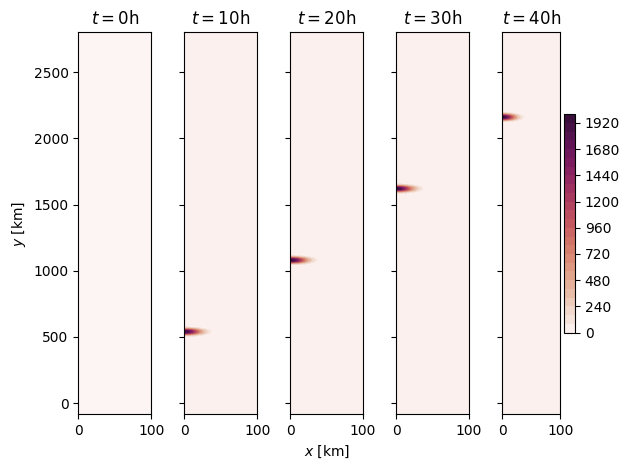 t = 0h
t = 10h
t = 20h
t = 30h
t = 40h
2500
2000
1500
1000
500
0
y [km]
1920
1680
1440
1200
960
720
480
240
0
0 100
0 100
0 100
0 100
0 100
x [km]